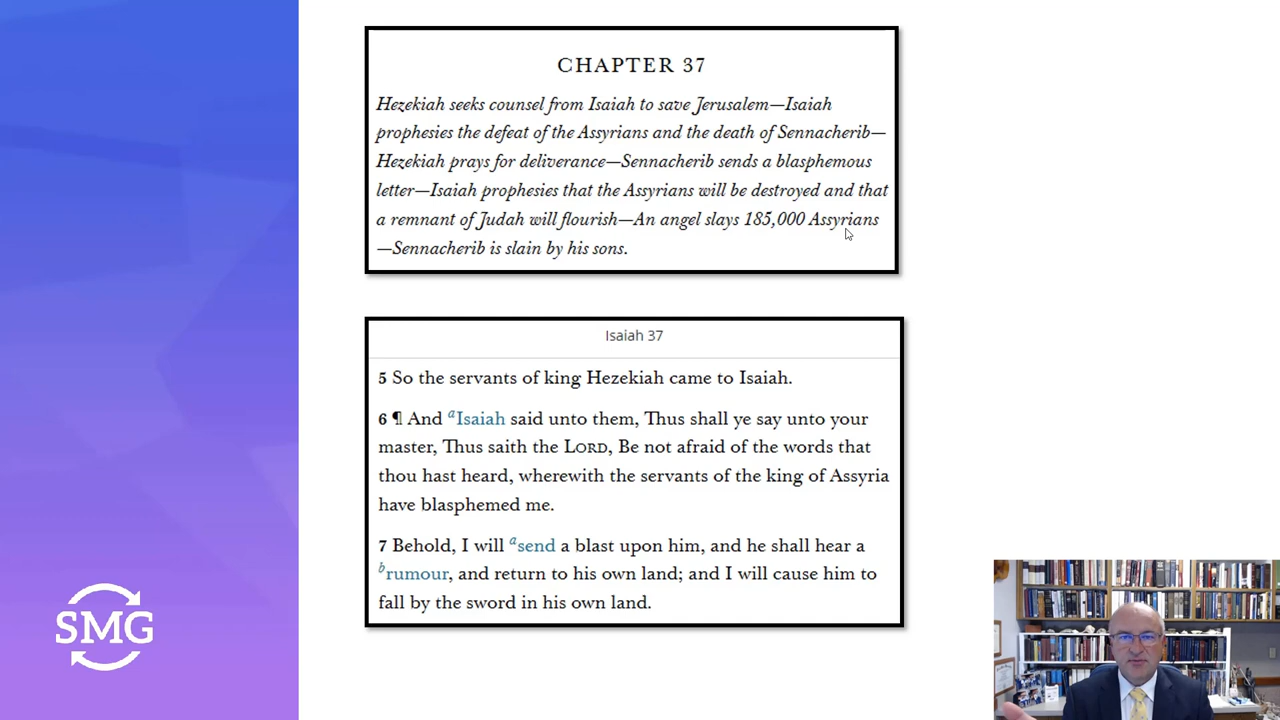 CHAPTER 37
Hezekiah seeks counsel from Isaiah to save Jerusalem—Isaiah
prophesies the defeat of the Assyrians and the death of Sennacherib—
Hezekiah prays for deliverance—Sennacherib sends a blasphemous
letter—Isaiah prophesies that the Assyrians will be destroyed and that
a remnant of Judah will flourish—An angel slays 185,000 Assyrians
—Sennacherib is slain by his sons.
Isaiah 37
5 So the servants of king Hezekiah came to Isaiah.
6 ¶ And aIsaiah said unto them, Thus shall ye say unto your
master, Thus saith the LORD, Be not afraid of the words that
thou hast heard, wherewith the servants of the king of Assyria
have blasphemed me.
7 Behold, I will asend a blast upon him, and he shall hear a
brumour, and return to his own land; and I will cause him to
fall by the sword in his own land.
SMG